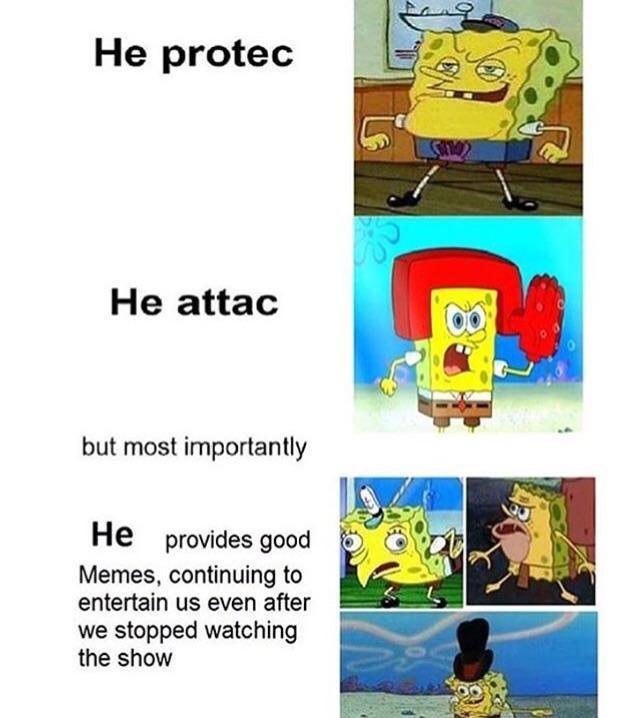 He protec
He attac
but most importantly
He provides good
Memes, continuing to
entertain us even after
we stopped watching
the show